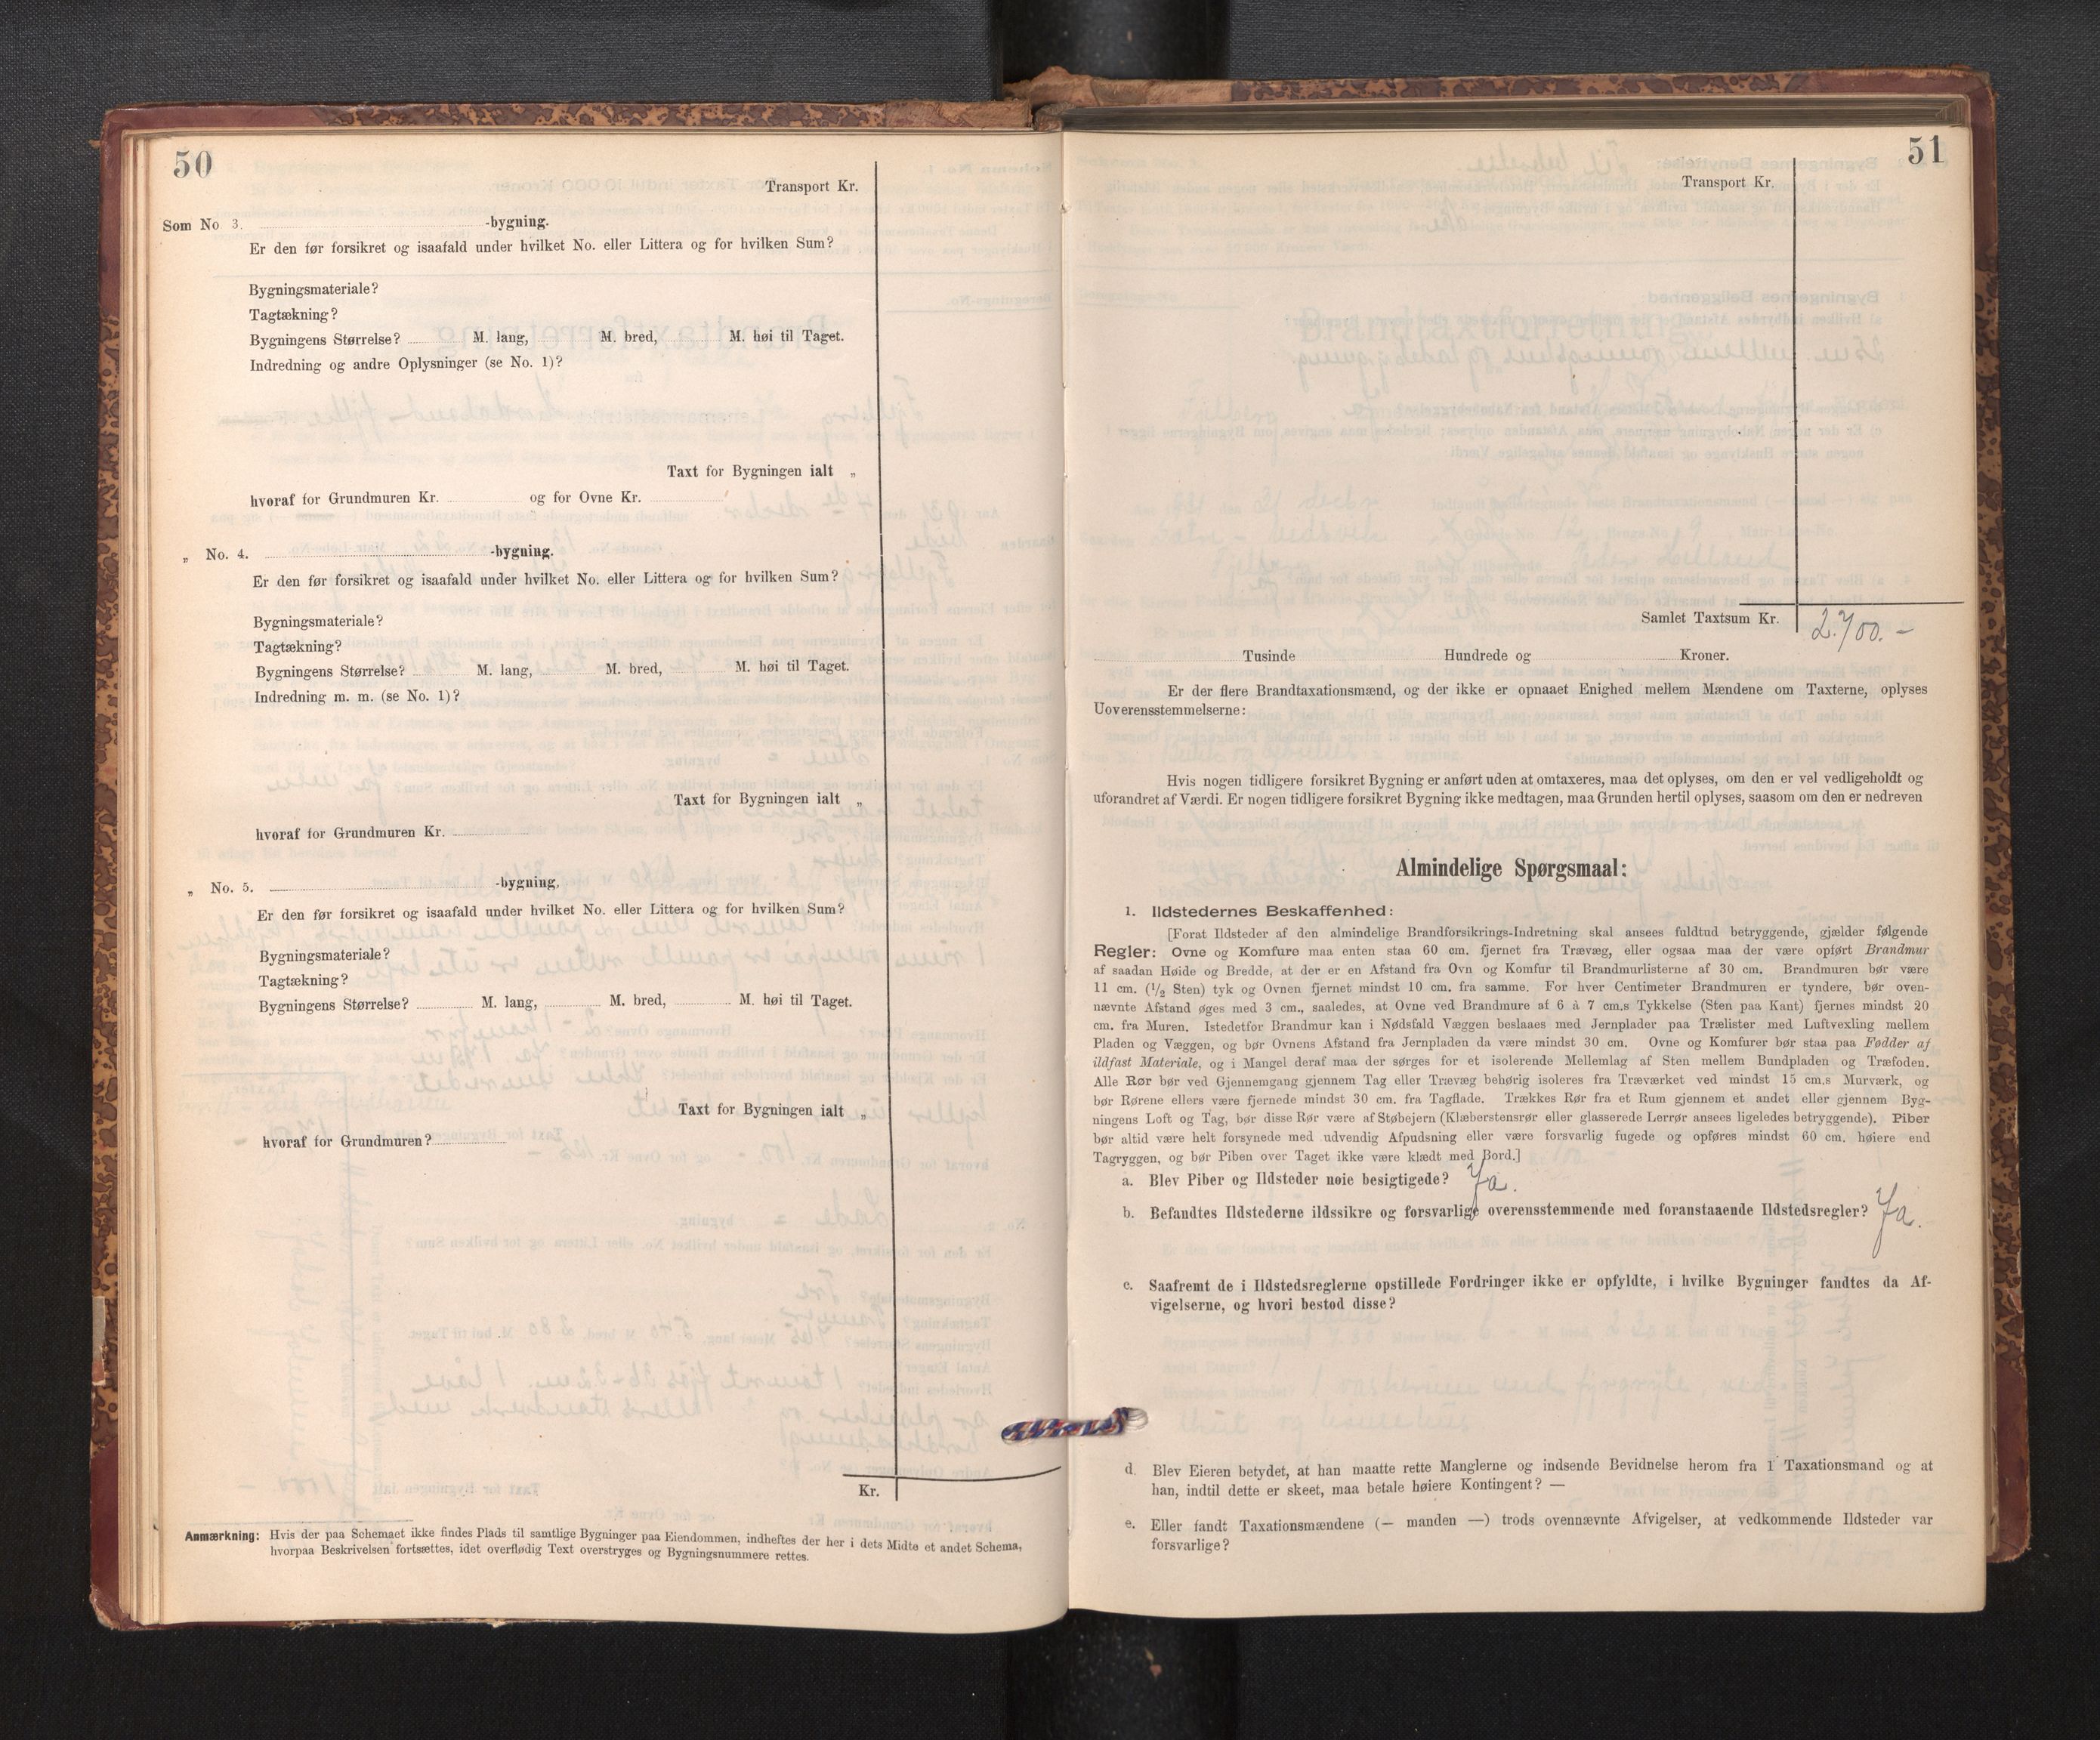 50
Transport Kr.
Som No 3. -bygning.
Er den før forsikret og isaafald under hvilket No. eller Littera og for hvilken Sum?
Bygningsmateriale?
Tagtækning?
Bygningens Størrelse? M. lang, M. bred, M. høi til Taget.
Indredning og andre Oplysninger (se No. 1)?
Taxt for Bygningen ialt „
hvoraf for Grundmuren Kr. og for Ovne Kr.
„ No. 4. -bygning.
Er den før forsikret og isaafald under hvilket No. eller Littera og for hvilken Sum?
Bygningsmateriale?
Tagtækning?
Bygningens Størrelse? M. lang, M. bred, M. høi til Taget.
Indredning m. m. (se No. 1)?
Taxt for Bygningen ialt „
hvoraf for Grundmuren Kr.
„ No. 5. -bygning.
Er den før forsikret og isaafald under hvilket No. eller Littera og for hvilken Sum?
Bygningsmateriale?
Tagtækning?
Bygningens Størrelse? M. lang, M. bred, M. høi til Taget.
Taxt for Bygningen ialt „
hvoraf for Grundmuren?
Kr.
Anmærkning: Hvis der paa Schemaet ikke findes Plads til samtlige Bygninger paa Eiendommen, indheftes der her i dets Midte et andet Schema,
hvorpaa Beskrivelsen fortsættes, idet overflødig Text overstryges og Bygningsnummere rettes.
51
Transport Kr.
Samlet Taxtsum Kr. 2.700. –
Tusinde Hundrede og Kroner.
Er der flere Brandtaxationsmænd, og der ikke er opnaaet Enighed mellem Mændene om Taxterne, oplyses
Uoverensstemmelserne:
Hvis nogen tidligere forsikret Bygning er anført uden at omtaxeres, maa det oplyses, om den er vel vedligeholdt og
uforandret af Værdi. Er nogen tidligere forsikret Bygning ikke medtagen, maa Grunden hertil oplyses, saasom om den er nedreven
Almindelige Spørgsmaal:
1. Ildstedernes Beskaffenhed:
[Forat Ildsteder af den almindelige Brandforsikrings-Indretning skal ansees fuldtud betryggende, gjælder følgende
Regler: Ovne og Komfure maa enten staa 60 cm. fjernet fra Trævæg, eller ogsaa maa der være opført Brandmur
af saadan Høide og Bredde, at der er en Afstand fra Ovn og Komfur til Brandmurlisterne af 30 cm. Brandmuren bør være
11 cm. (1/2 Sten) tyk og Ovnen fjernet mindst 10 cm. fra samme. For hver Centimeter Brandmuren er tyndere, bør oven-
nævnte Afstand øges med 3 cm., saaledes, at Ovne ved Brandmure af 6 à 7 cm.s Tykkelse (Sten paa Kant) fjernes mindst 20
cm. fra Muren. Istedetfor Brandmur kan i Nødsfald Væggen beslaaes med Jernplader paa Trælister med Luftvexling mellem
Pladen og Væggen, og bør Ovnens Afstand fra Jernpladen da være mindst 30 cm. Ovne og Komfurer bør staa paa Fødder af
ildfast Materiale, og i Mangel deraf maa der sørges for et isolerende Mellemlag af Sten mellem Bundpladen og Træfoden.
Alle Rør bør ved Gjennemgang gjennem Tag eller Trævæg behørig isoleres fra Træværket ved mindst 15 cm.s Murværk, og
bør Rørene ellers være fjernede mindst 30 cm. fra Tagflade. Trækkes Rør fra et Rum gjennem et andet eller gjennem Byg-
ningens Loft og Tag, bør disse Rør være af Støbejern (Klæberstensrør eller glasserede Lerrør ansees ligeledes betryggende). Piber
bør altid være helt forsynede med udvendig Afpudsning eller være forsvarlig fugede og opføres mindst 60 cm. høiere end
Tagryggen, og bør Piben over Taget ikke være klædt med Bord.]
a. Blev Piber og Ildsteder nøie besigtigede? Ja.
b. Befandtes Ildstederne ildssikre og forsvarlige overensstemmende med foranstaaende Ildstedsregler? Ja.
c. Saafremt de i Ildstedsreglerne opstillede Fordringer ikke er opfyldte, i hvilke Bygninger fandtes da Af-
vigelserne, og hvori bestod disse?
d. Blev Eieren betydet, at han maatte rette Manglerne og indsende Bevidnelse herom fra 1 Taxationsmand og at
han, indtil dette er skeet, maa betale høiere Kontingent? —
e. Eller fandt Taxationsmændene (— manden —) trods ovennævnte Afvigelser, at vedkommende Ildsteder var
forsvarlige?